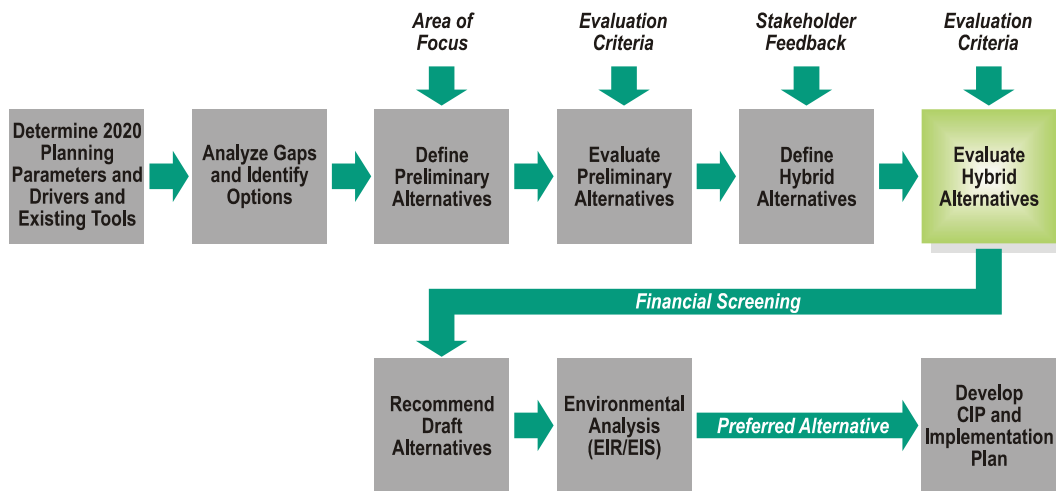 Area of
Focus
Evaluation
Criteria
Stakeholder
Feedback
Evaluation
Criteria
Determine 2020
Planning
Parameters and
Drivers and
Existing Tools
Analyze Gaps
and Identify
Options
Define
Preliminary
Alternatives
Evaluate
Preliminary
Alternatives
Define
Hybrid
Alternatives
Evaluate
Hybrid
Alternatives
Financial Screening
Recommend
Draft
Alternatives
Environmental
Analysis
(EIR/EIS)
Preferred Alternative
Develop
CIP and
Implementation
Plan